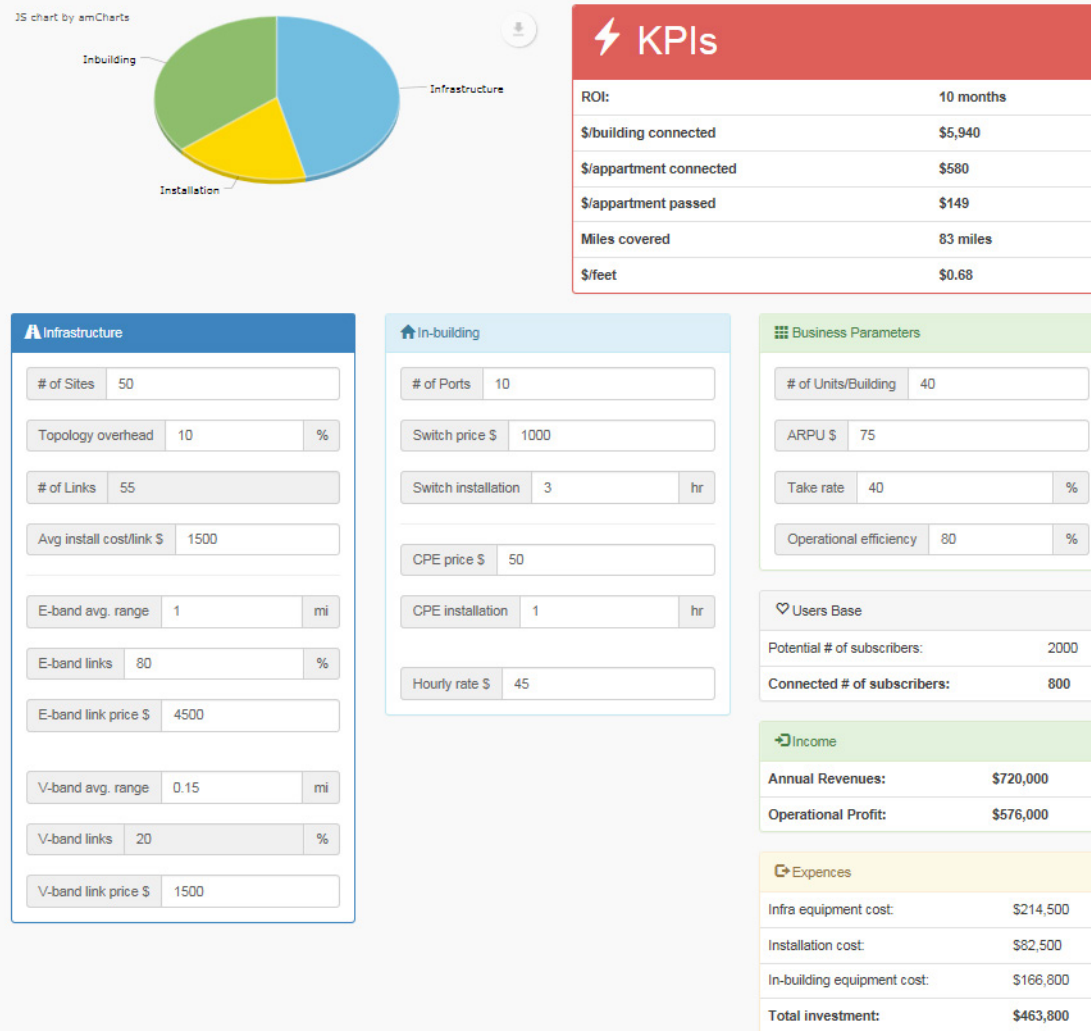 JS chart by amCharts
Inbuilding
Infrastructure
Installation
KPIs
ROI: 10 months
$/building connected $5,940
$/appartment connected $580
$/appartment passed $149
Miles covered 83 miles
$/feet $0.68
Infrastructure
# of Sites 50
Topology overhead 10 %
# of Links 55
Avg install cost/link $ 1500
E-band avg. range 1 mi
E-band links 80 %
E-band link price $ 4500
V-band avg. range 0.15 mi
V-band links 20 %
V-band link price $ 1500
In-building
# of Ports 10
Switch price $ 1000
Switch installation 3 hr
CPE price $ 50
CPE installation 1 hr
Hourly rate $ 45
Business Parameters
# of Units/Building 40
ARPU $ 75
Take rate 40 %
Operational efficiency 80 %
Users Base
Potential # of subscribers: 2000
Connected # of subscribers: 800
Income
Annual Revenues: $720,000
Operational Profit: $576,000
Expences
Infra equipment cost: $214,500
Installation cost: $82,500
In-building equipment cost: $166,800
Total investment: $463,800